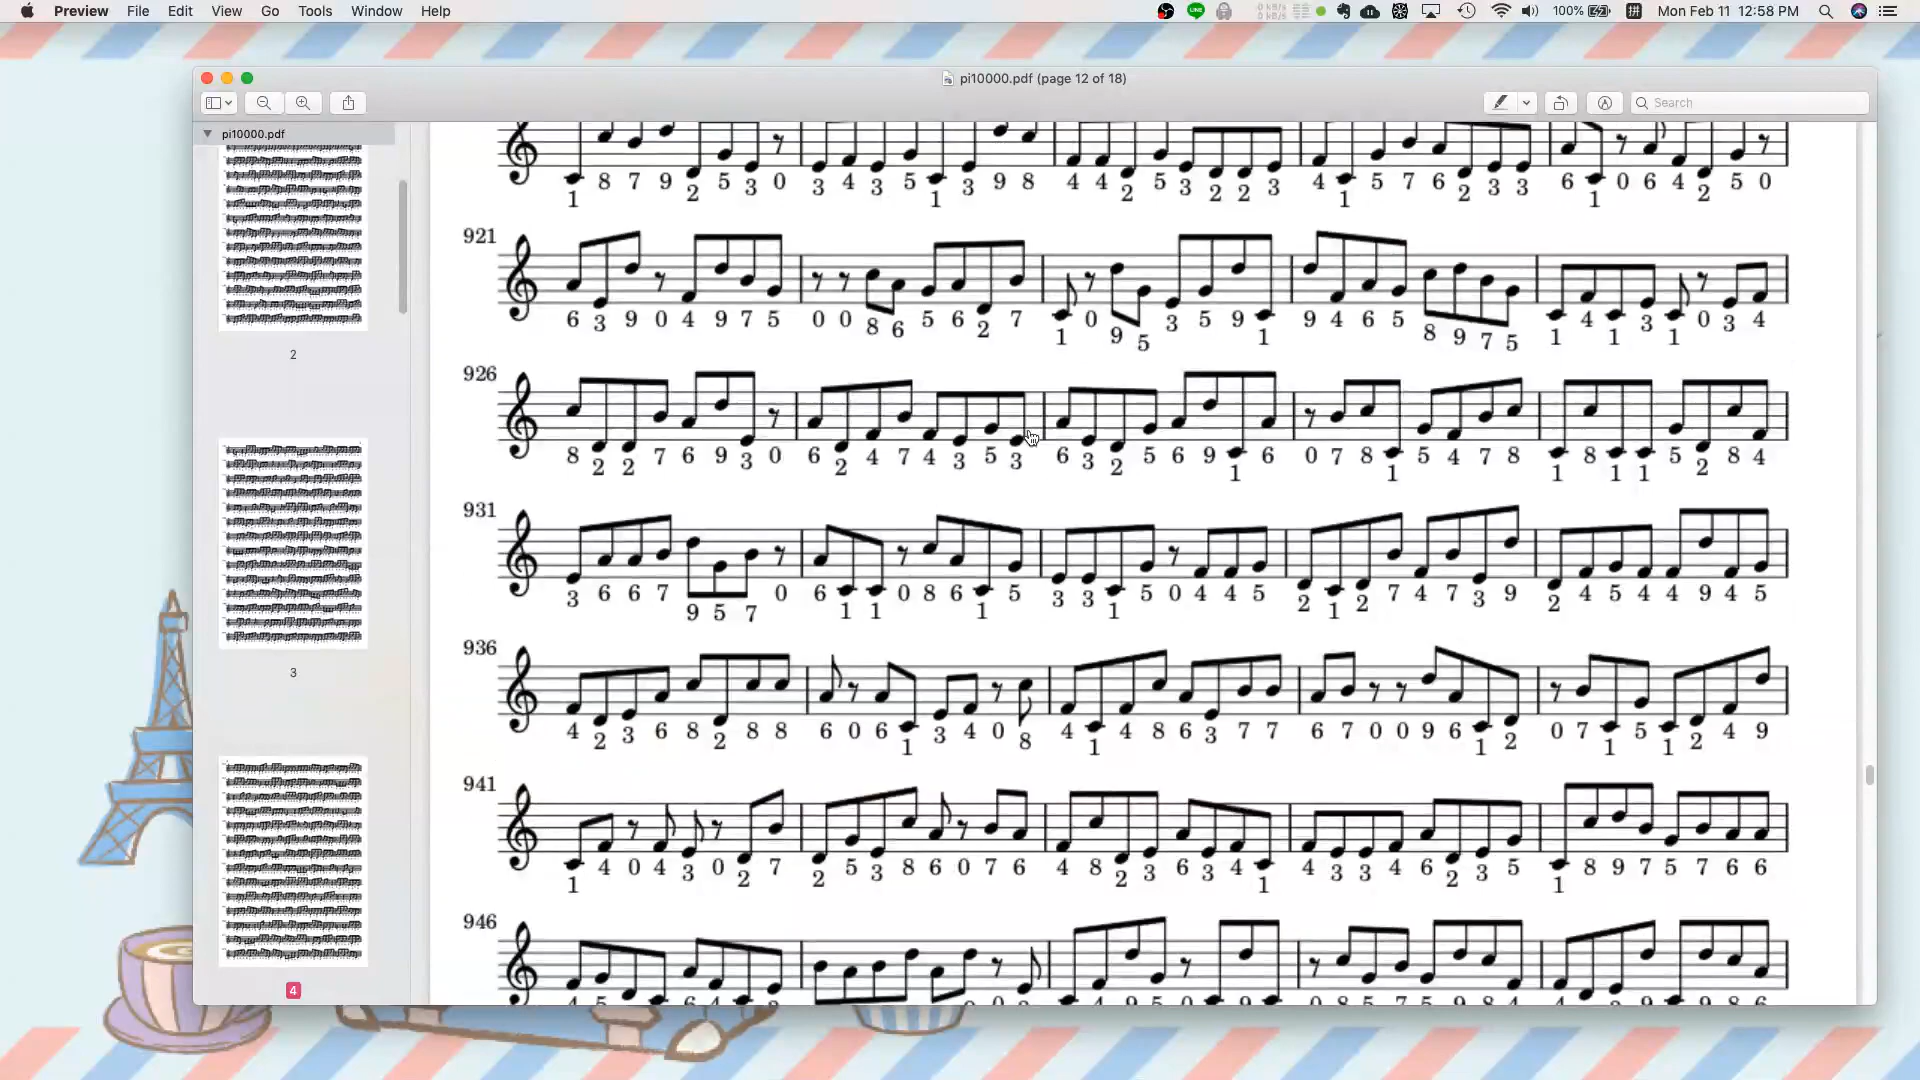 Preview File Edit View Go Tools Window Help
100% Mon Feb 11 12:58 PM
pi10000.pdf (page 12 of 18)
Search
pi10000.pdf
2
3
4
1 8 7 9 2 5 3 0 3 4 3 5 1 3 9 8 4 4 2 5 3 2 2 3 4 1 5 7 6 2 3 3 6 1 0 6 4 2 5 0
921
6 3 9 0 4 9 7 5 0 0 8 6 5 6 2 7 1 0 9 5 3 5 9 1 9 4 6 5 8 9 7 5 1 4 1 3 1 0 3 4
926
8 2 2 7 6 9 3 0 6 2 4 7 4 3 5 3 6 3 2 5 6 9 1 6 0 7 8 1 5 4 7 8 1 8 1 1 5 2 8 4
931
3 6 6 7 9 5 7 0 6 1 1 0 8 6 1 5 3 3 1 5 0 4 4 5 2 1 2 7 4 7 3 9 2 4 5 4 4 9 4 5
936
4 2 3 6 8 2 8 8 6 0 6 1 3 4 0 8 4 1 4 8 6 3 7 7 6 7 0 0 9 6 1 2 0 7 1 5 1 2 4 9
941
1 4 0 4 3 0 2 7 2 5 3 8 6 0 7 6 4 8 2 3 6 3 4 1 4 3 3 4 6 2 3 5 1 8 9 7 5 7 6 6
946